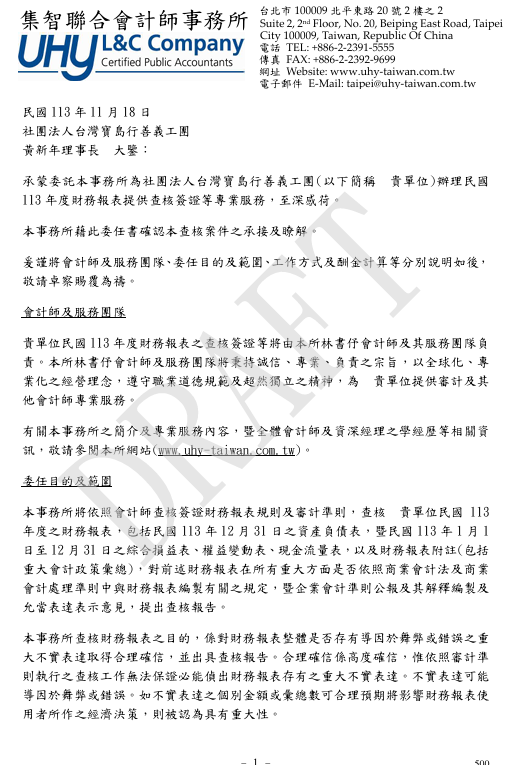 集智聯合會計師事務所
UHY L&C Company
Certified Public Accountants
台北市 100009 北平東路 20 號 2 樓之 2
Suite 2, 2nd Floor, No. 20, Beiping East Road, Taipei
City 100009, Taiwan, Republic Of China
電話 TEL: +886-2-2391-5555
傳真 FAX: +886-2-2392-9699
網址 Website: www.uhy-taiwan.com.tw
電子郵件 E-Mail: taipei@uhy-taiwan.com.tw
民國 113 年 11 月 18 日
社團法人台灣寶島行善義工團
黃新年理事長 大鑒：
承蒙委託本事務所為社團法人台灣寶島行善義工團(以下簡稱 貴單位)辦理民國
113 年度財務報表提供查核簽證等專業服務，至深感荷。
本事務所藉此委任書確認本查核案件之承接及瞭解。
爰謹將會計師及服務團隊、委任目的及範圍、工作方式及酬金計算等分別說明如後，
敬請卓察賜覆為禱。
會計師及服務團隊
貴單位民國 113 年度財務報表之查核簽證等將由本所林書伃會計師及其服務團隊負
責。本所林書伃會計師及服務團隊將秉持誠信、專業、負責之宗旨，以全球化、專
業化之經營理念，遵守職業道德規範及超然獨立之精神，為 貴單位提供審計及其
他會計師專業服務。
有關本事務所之簡介及專業服務內容，暨全體會計師及資深經理之學經歷等相關資
訊，敬請參閱本所網站(www.uhy-taiwan.com.tw)。
委任目的及範圍
本事務所將依照會計師查核簽證財務報表規則及審計準則，查核 貴單位民國 113
年度之財務報表，包括民國 113 年 12 月 31 日之資產負債表，暨民國 113 年 1 月 1
日至 12 月 31 日之綜合損益表、權益變動表、現金流量表，以及財務報表附註(包括
重大會計政策彙總)，對前述財務報表在所有重大方面是否依照商業會計法及商業
會計處理準則中與財務報表編製有關之規定，暨企業會計準則公報及其解釋編製及
允當表達表示意見，提出查核報告。
本事務所查核財務報表之目的，係對財務報表整體是否存有導因於舞弊或錯誤之重
大不實表達取得合理確信，並出具查核報告。合理確信係高度確信，惟依照審計準
則執行之查核工作無法保證必能偵出財務報表存有之重大不實表達。不實表達可能
導因於舞弊或錯誤。如不實表達之個別金額或彙總數可合理預期將影響財務報表使
用者所作之經濟決策，則被認為具有重大性。
DRAFT
- 1 -
500